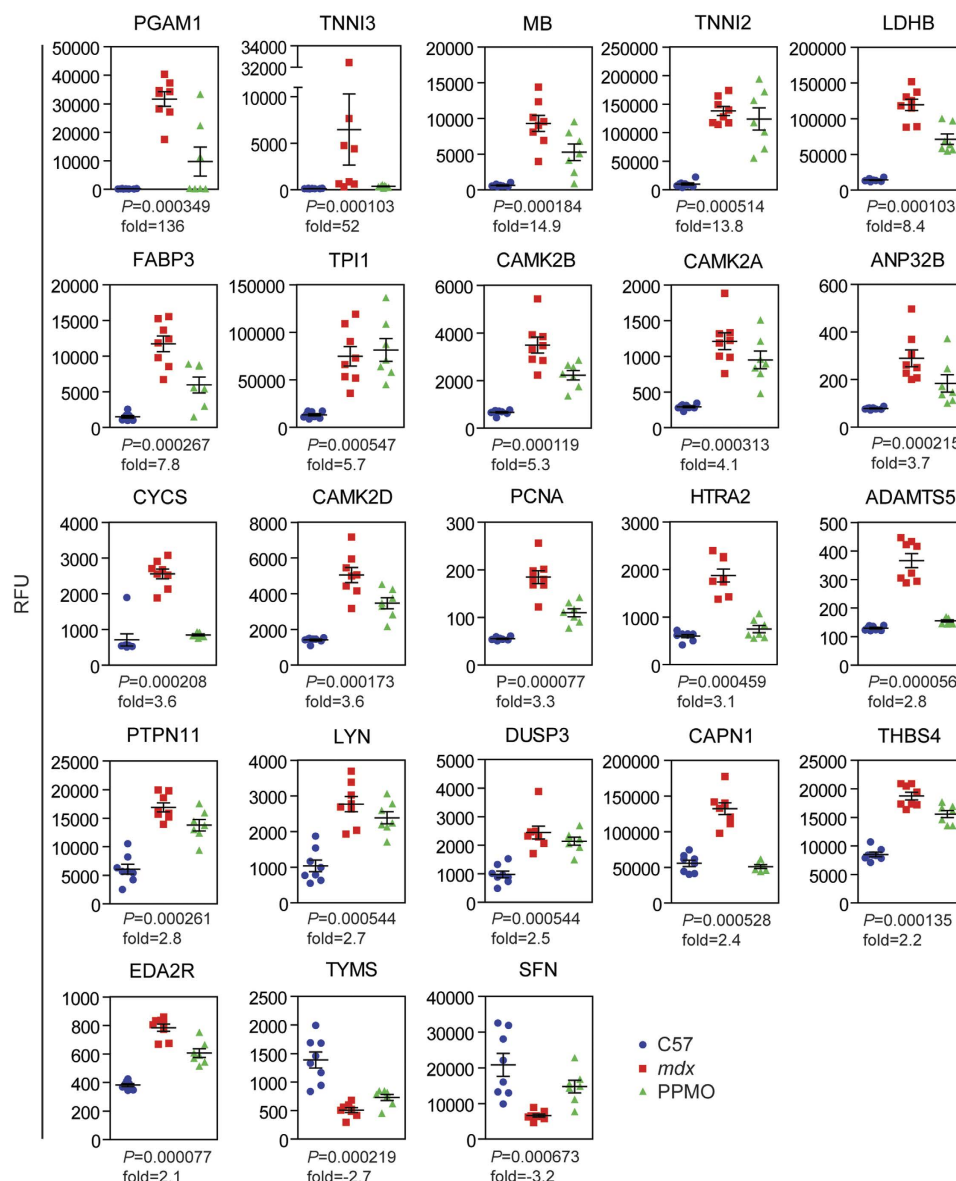 PGAM1 TNNI3 MB TNNI2 LDHB
50000 34000 20000 250000 200000
40000 32000 15000 200000 150000
30000 10000 10000 150000 100000
20000 5000 5000 100000 50000
10000 0 0 50000 0
0 0
P=0.000349 P=0.000103 P=0.000184 P=0.000514 P=0.000103
fold=136 fold=52 fold=14.9 fold=13.8 fold=8.4
FABP3 TPI1 CAMK2B CAMK2A ANP32B
20000 150000 8000 2000 600
15000 100000 6000 1500 400
10000 50000 4000 1000 200
5000 0 2000 500 0
0 0 0
P=0.000267 P=0.000547 P=0.000119 P=0.000313 P=0.000215
fold=7.8 fold=5.7 fold=5.3 fold=4.1 fold=3.7
CYCS CAMK2D PCNA HTRA2 ADAMTS5
4000 8000 300 3000 500
3000 6000 200 2000 400
2000 4000 100 1000 300
1000 2000 0 0 200
0 0 100
0
RFU
P=0.000208 P=0.000173 P=0.000077 P=0.000459 P=0.000056
fold=3.6 fold=3.6 fold=3.3 fold=3.1 fold=2.8
PTPN11 LYN DUSP3 CAPN1 THBS4
25000 4000 5000 200000 25000
20000 3000 4000 150000 20000
15000 2000 3000 100000 15000
10000 1000 2000 50000 10000
5000 0 1000 0 5000
0 0 0
P=0.000261 P=0.000544 P=0.000544 P=0.000528 P=0.000135
fold=2.8 fold=2.7 fold=2.5 fold=2.4 fold=2.2
EDA2R TYMS SFN
1000 2500 40000
800 2000 30000
600 1500 20000
400 1000 10000
200 500 0
0 0
P=0.000077 P=0.000219 P=0.000673
fold=2.1 fold=-2.7 fold=-3.2
C57
mdx
PPMO